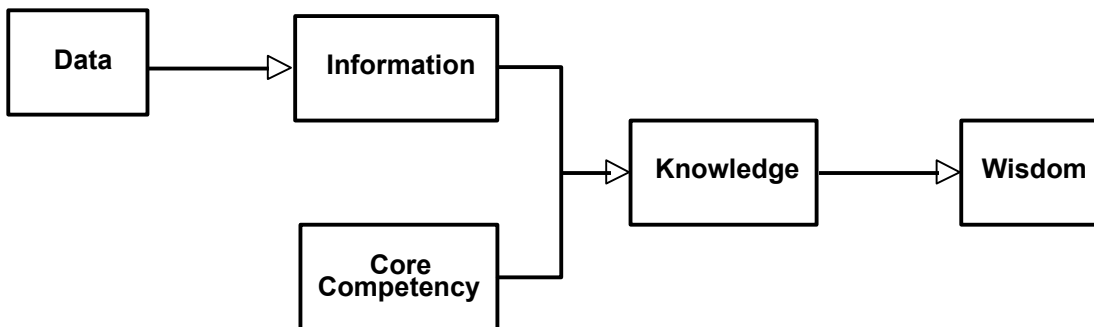 Data
Information
Knowledge
Wisdom
Core
Competency